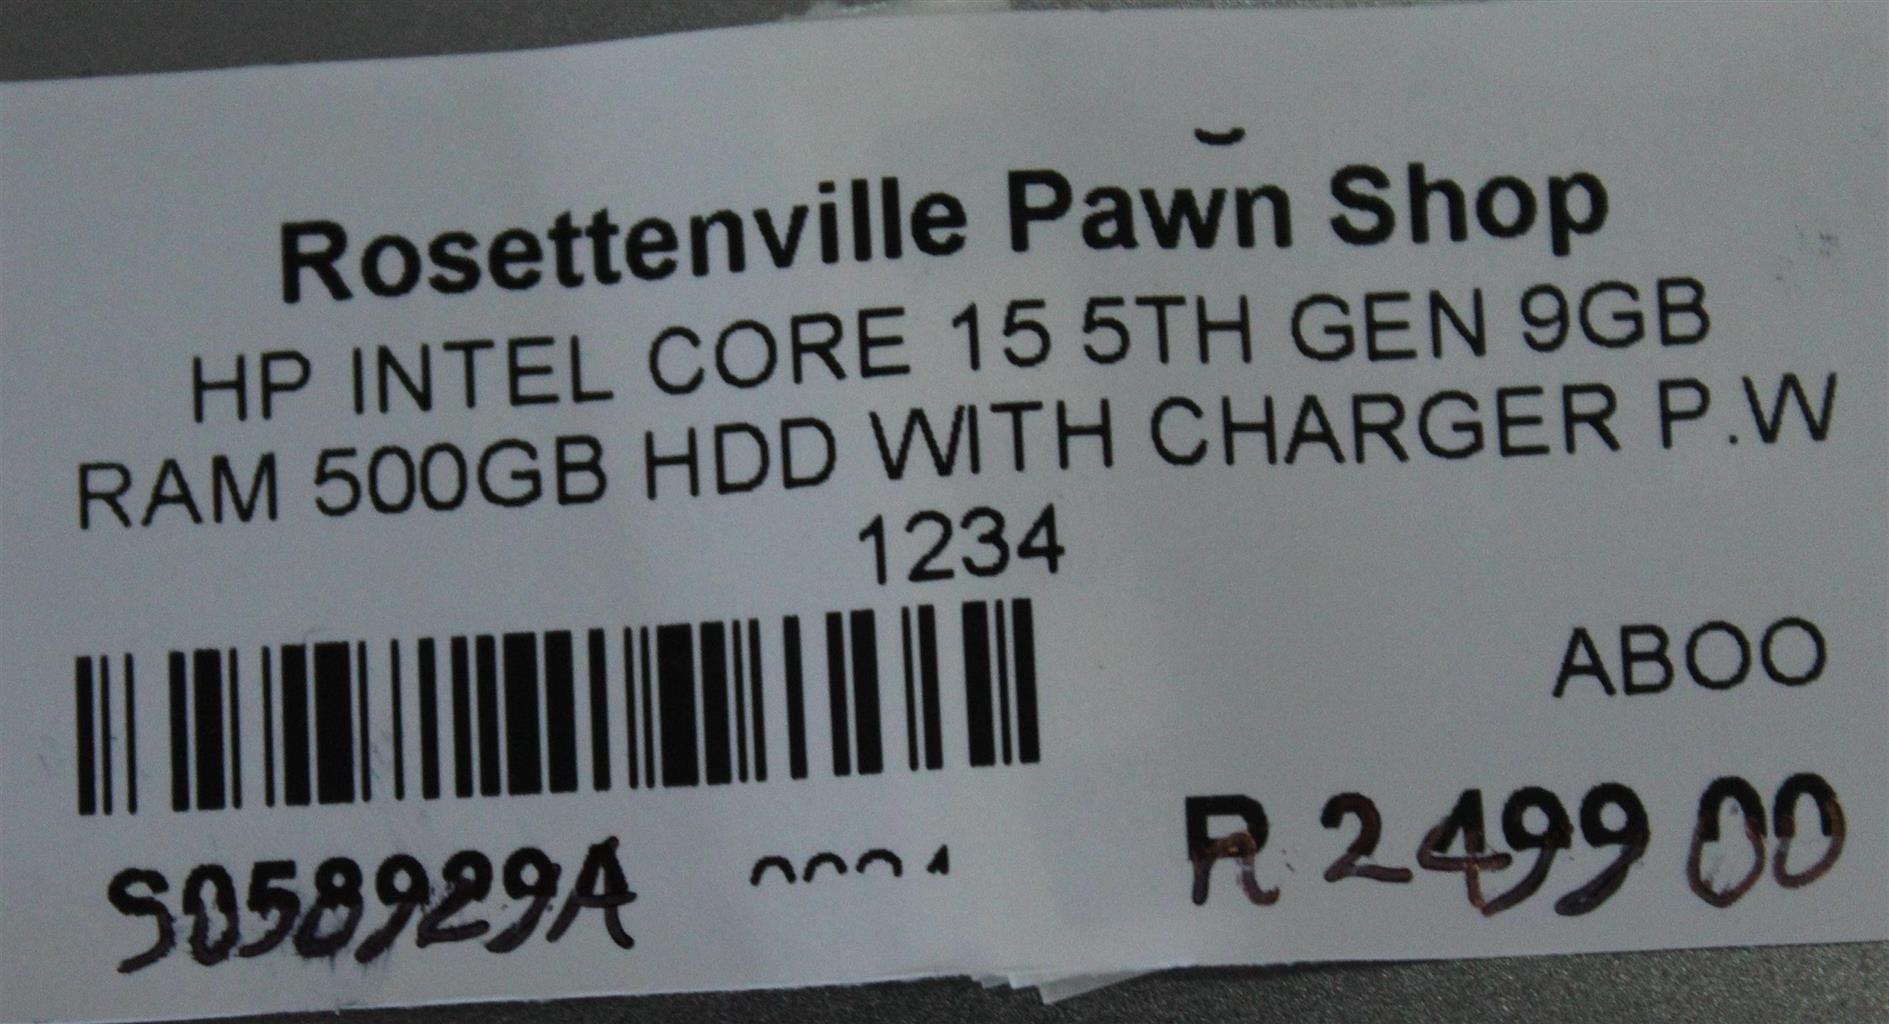 Rosettenville Pawn Shop
HP INTEL CORE 15 5TH GEN 9GB
RAM 500GB HDD WITH CHARGER P.W
1234
ABOO
S058929A
R 2499 00